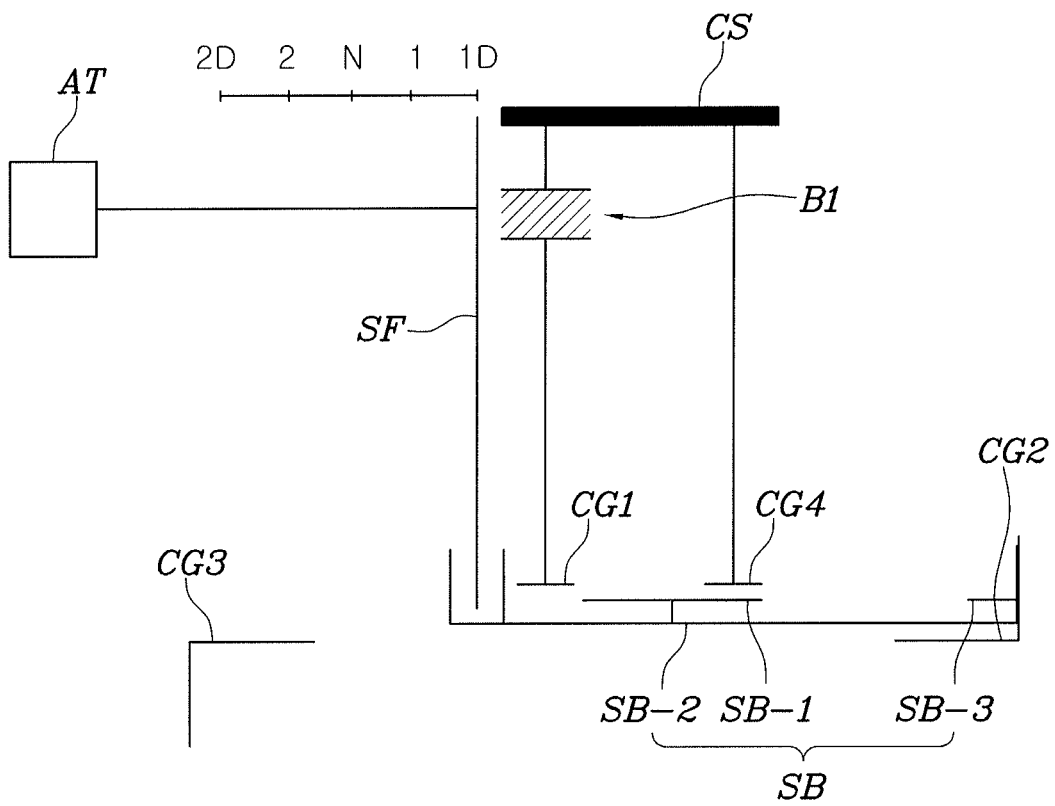 CS
2D 2 N 1 1D
AT
B1
SF
CG2
CG1 CG4
CG3
SB-2 SB-1 SB-3
SB